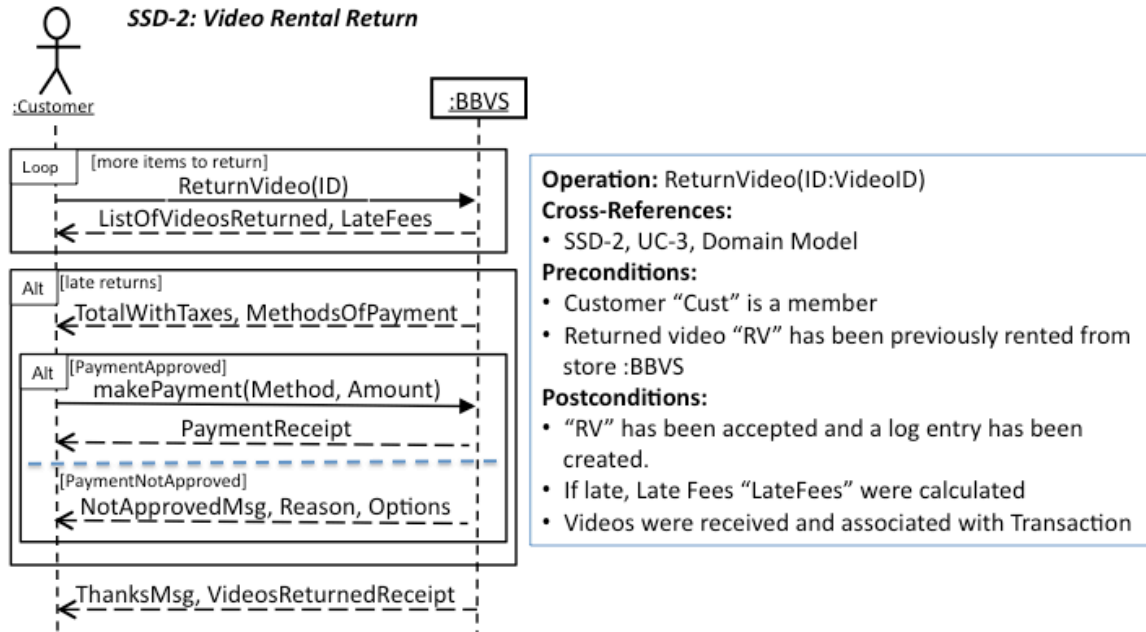 SSD-2: Video Rental Return
:Customer
:BBVS
Loop
[more items to return]
ReturnVideo(ID)
ListOfVideosReturned, LateFees
Alt
[late returns]
TotalWithTaxes, MethodsOfPayment
Alt
[PaymentApproved]
makePayment(Method, Amount)
PaymentReceipt
[PaymentNotApproved]
NotApprovedMsg, Reason, Options
ThanksMsg, VideosReturnedReceipt
Operation: ReturnVideo(ID:VideoID)
Cross-References:
• SSD-2, UC-3, Domain Model
Preconditions:
• Customer “Cust” is a member
• Returned video “RV” has been previously rented from
store :BBVS
Postconditions:
• “RV” has been accepted and a log entry has been
created.
• If late, Late Fees “LateFees” were calculated
• Videos were received and associated with Transaction